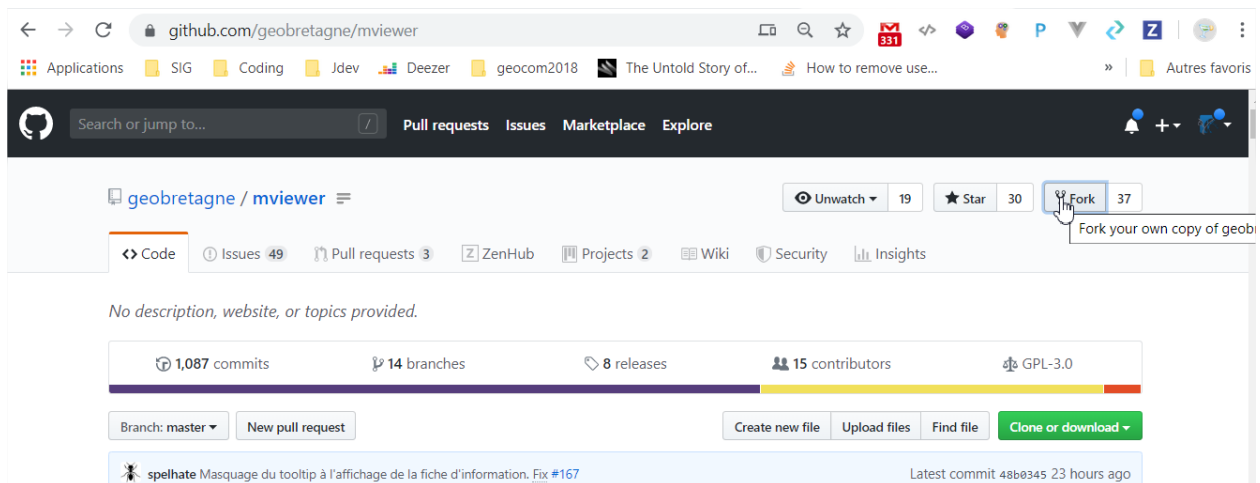 github.com/geobretagne/mviewer
331
P
Z
Applications SIG Coding Jdev Deezer geocom2018 The Untold Story of... How to remove use... » Autres favoris
Search or jump to... / Pull requests Issues Marketplace Explore
geobretagne / mviewer Unwatch 19 Star 30 Fork 37
Fork your own copy of geobr
Code Issues 49 Pull requests 3 Z ZenHub Projects 2 Wiki Security Insights
No description, website, or topics provided.
1,087 commits 14 branches 8 releases 15 contributors GPL-3.0
Branch: master New pull request Create new file Upload files Find file Clone or download
spelhate Masquage du tooltip à l'affichage de la fiche d'information. Fix #167 Latest commit 48b0345 23 hours ago